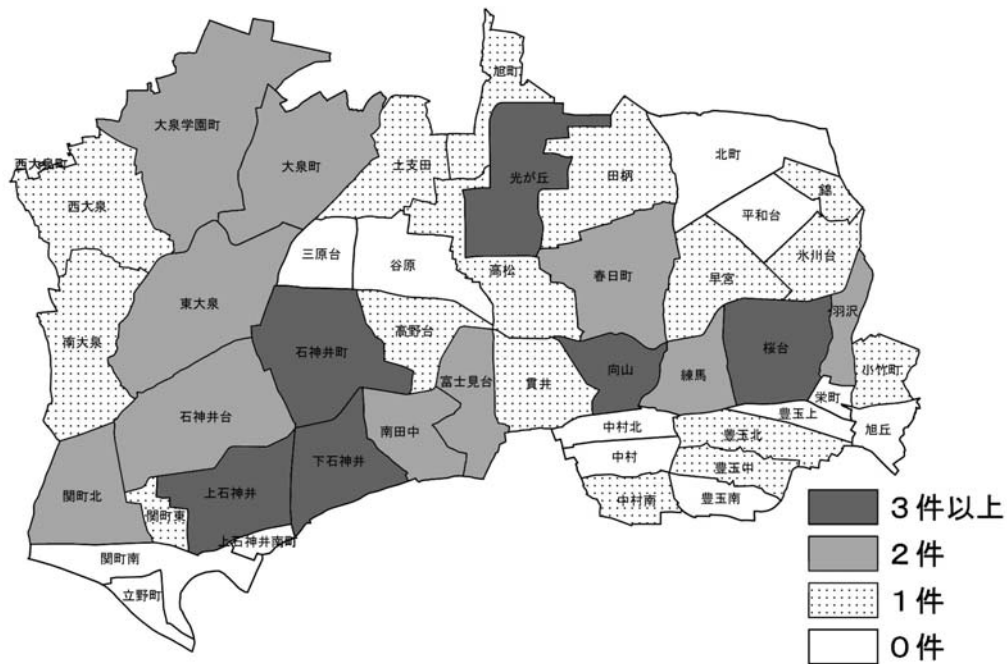 旭町
大泉学園町
北町
大泉町
土支田
西大泉町
光が丘
田柄
錦
西大泉
平和台
三原台
谷原
高松
春日町
早宮
氷川台
東大泉
羽沢
南大泉
高野台
石神井町
桜台
富士見台
貫井
向山
練馬
小竹町
栄町
石神井台
豊玉上
南田中
中村北
豊玉北
旭丘
下石神井
中村
豊玉中
関町北
上石神井
中村南
豊玉南
関町東
上石神井南町
関町南
立野町
3件以上
2件
1件
0件